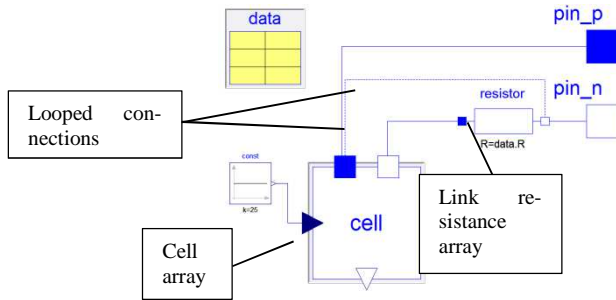 data
pin_p
Looped con-
nections
resistor
pin_n
R=data.R
const
k=25
cell
Link re-
sistance
array
Cell
array